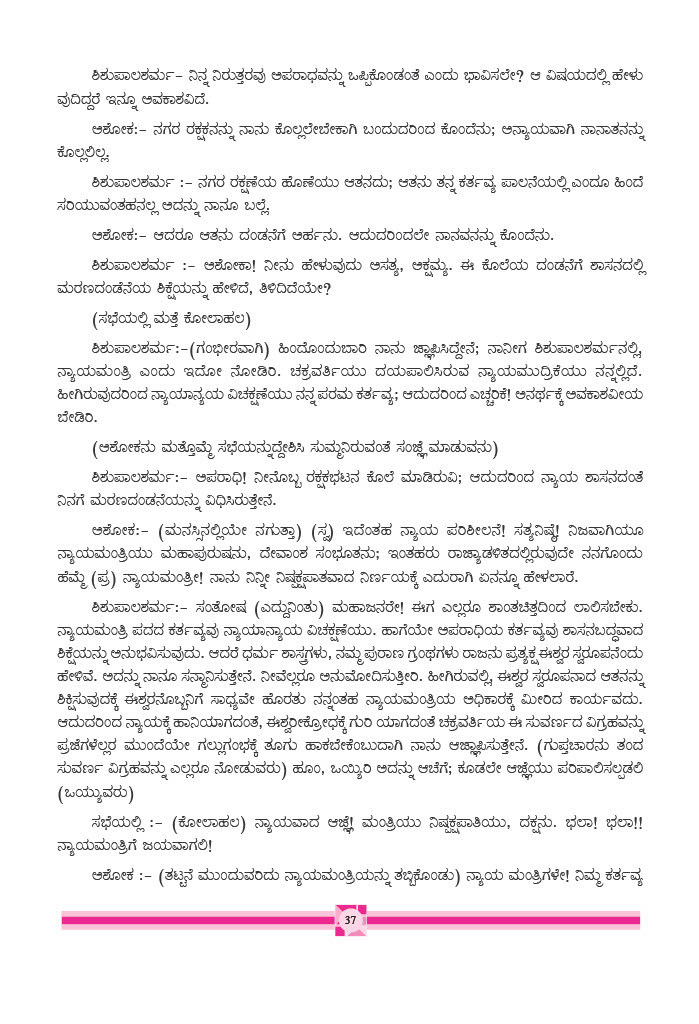 ಶಿಶುಪಾಲಶರ್ಮ– ನಿನ್ನ ನಿರುತ್ತರವು ಅಪರಾಧವನ್ನು ಒಪ್ಪಿಕೊಂಡಂತೆ ಎಂದು ಭಾವಿಸಲೇ? ಆ ವಿಷಯದಲ್ಲಿ ಹೇಳು
ವುದಿದ್ದರೆ ಇನ್ನೂ ಅವಕಾಶವಿದೆ.
ಅಶೋಕ:– ನಗರ ರಕ್ಷಕನನ್ನು ನಾನು ಕೊಲ್ಲಲೇಬೇಕಾಗಿ ಬಂದುದರಿಂದ ಕೊಂದೆನು; ಅನ್ಯಾಯವಾಗಿ ನಾನಾತನನ್ನು
ಕೊಲ್ಲಲಿಲ್ಲ.
ಶಿಶುಪಾಲಶರ್ಮ :– ನಗರ ರಕ್ಷಣೆಯ ಹೊಣೆಯು ಆತನದು; ಆತನು ತನ್ನ ಕರ್ತವ್ಯ ಪಾಲನೆಯಲ್ಲಿ ಎಂದೂ ಹಿಂದೆ
ಸರಿಯುವಂತಹನಲ್ಲ ಅದನ್ನು ನಾನೂ ಬಲ್ಲೆ.
ಅಶೋಕ:– ಆದರೂ ಆತನು ದಂಡನೆಗೆ ಅರ್ಹನು. ಆದುದರಿಂದಲೇ ನಾನವನನ್ನು ಕೊಂದೆನು.
ಶಿಶುಪಾಲಶರ್ಮ :– ಅಶೋಕಾ! ನೀನು ಹೇಳುವುದು ಅಸತ್ಯ, ಅಕ್ಷಮ್ಯ. ಈ ಕೊಲೆಯ ದಂಡನೆಗೆ ಶಾಸನದಲ್ಲಿ
ಮರಣದಂಡನೆಯ ಶಿಕ್ಷೆಯನ್ನು ಹೇಳಿದೆ, ತಿಳಿದಿದೆಯೇ?
(ಸಭೆಯಲ್ಲಿ ಮತ್ತೆ ಕೋಲಾಹಲ)
ಶಿಶುಪಾಲಶರ್ಮ:–(ಗಂಭೀರವಾಗಿ) ಹಿಂದೊಂದುಬಾರಿ ನಾನು ಜ್ಞಾಪಿಸಿದ್ದೇನೆ; ನಾನೀಗ ಶಿಶುಪಾಲಶರ್ಮನಲ್ಲಿ,
ನ್ಯಾಯಮಂತ್ರಿ ಎಂದು ಇದೋ ನೋಡಿರಿ. ಚಕ್ರವರ್ತಿಯು ದಯಪಾಲಿಸಿರುವ ನ್ಯಾಯಮುದ್ರಿಕೆಯು ನನ್ನಲ್ಲಿದೆ.
ಹೀಗಿರುವುದರಿಂದ ನ್ಯಾಯಾನ್ಯಯ ವಿಚಕ್ಷಣೆಯು ನನ್ನ ಪರಮ ಕರ್ತವ್ಯ; ಆದುದರಿಂದ ಎಚ್ಚರಿಕೆ! ಅನರ್ಥಕ್ಕೆ ಅವಕಾಶವೀಯ
ಬೇಡಿರಿ.
(ಅಶೋಕನು ಮತ್ತೊಮ್ಮೆ ಸಭೆಯನ್ನುದ್ದೇಶಿಸಿ ಸುಮ್ಮನಿರುವಂತೆ ಸಂಜ್ಞೆ ಮಾಡುವನು)
ಶಿಶುಪಾಲಶರ್ಮ:– ಅಪರಾಧಿ! ನೀನೊಬ್ಬ ರಕ್ಷಕಭಟನ ಕೊಲೆ ಮಾಡಿರುವಿ; ಆದುದರಿಂದ ನ್ಯಾಯ ಶಾಸನದಂತೆ
ನಿನಗೆ ಮರಣದಂಡನೆಯನ್ನು ವಿಧಿಸಿರುತ್ತೇನೆ.
ಅಶೋಕ:– (ಮನಸ್ಸಿನಲ್ಲಿಯೇ ನಗುತ್ತಾ) (ಸ್ವ) ಇದೆಂತಹ ನ್ಯಾಯ ಪರಿಶೀಲನೆ! ಸತ್ಯನಿಷ್ಠೆ! ನಿಜವಾಗಿಯೂ
ನ್ಯಾಯಮಂತ್ರಿಯು ಮಹಾಪುರುಷನು, ದೇವಾಂಶ ಸಂಭೂತನು; ಇಂತಹರು ರಾಜ್ಯಾಡಳಿತದಲ್ಲಿರುವುದೇ ನನಗೊಂದು
ಹೆಮ್ಮೆ (ಪ್ರ) ನ್ಯಾಯಮಂತ್ರೀ! ನಾನು ನಿನ್ನೀ ನಿಷ್ಪಕ್ಷಪಾತವಾದ ನಿರ್ಣಯಕ್ಕೆ ಎದುರಾಗಿ ಏನನ್ನೂ ಹೇಳಲಾರೆ.
ಶಿಶುಪಾಲಶರ್ಮ:– ಸಂತೋಷ (ಎದ್ದುನಿಂತು) ಮಹಾಜನರೇ! ಈಗ ಎಲ್ಲರೂ ಶಾಂತಚಿತ್ತದಿಂದ ಲಾಲಿಸಬೇಕು.
ನ್ಯಾಯಮಂತ್ರಿ ಪದದ ಕರ್ತವ್ಯವು ನ್ಯಾಯಾನ್ಯಾಯ ವಿಚಕ್ಷಣೆಯು. ಹಾಗೆಯೇ ಅಪರಾಧಿಯ ಕರ್ತವ್ಯವು ಶಾಸನಬದ್ಧವಾದ
ಶಿಕ್ಷೆಯನ್ನು ಅನುಭವಿಸುವುದು. ಆದರೆ ಧರ್ಮ ಶಾಸ್ತ್ರಗಳು, ನಮ್ಮ ಪುರಾಣ ಗ್ರಂಥಗಳು ರಾಜನು ಪ್ರತ್ಯಕ್ಷ ಈಶ್ವರ ಸ್ವರೂಪನೆಂದು
ಹೇಳಿವೆ. ಅದನ್ನು ನಾನೂ ಸನ್ಮಾನಿಸುತ್ತೇನೆ. ನೀವೆಲ್ಲರೂ ಅನುಮೋದಿಸುತ್ತೀರಿ. ಹೀಗಿರುವಲ್ಲಿ, ಈಶ್ವರ ಸ್ವರೂಪನಾದ ಆತನನ್ನು
ಶಿಕ್ಷಿಸುವುದಕ್ಕೆ ಈಶ್ವರನೊಬ್ಬನಿಗೆ ಸಾಧ್ಯವೇ ಹೊರತು ನನ್ನಂತಹ ನ್ಯಾಯಮಂತ್ರಿಯ ಅಧಿಕಾರಕ್ಕೆ ಮೀರಿದ ಕಾರ್ಯವದು.
ಆದುದರಿಂದ ನ್ಯಾಯಕ್ಕೆ ಹಾನಿಯಾಗದಂತೆ, ಈಶ್ವರೀಕ್ರೋಧಕ್ಕೆ ಗುರಿ ಯಾಗದಂತೆ ಚಕ್ರವರ್ತಿಯ ಈ ಸುವರ್ಣದ ವಿಗ್ರಹವನ್ನು
ಪ್ರಜೆಗಳೆಲ್ಲರ ಮುಂದೆಯೇ ಗಲ್ಲುಗಂಭಕ್ಕೆ ತೂಗು ಹಾಕಬೇಕೆಂಬುದಾಗಿ ನಾನು ಆಜ್ಞಾಪಿಸುತ್ತೇನೆ. (ಗುಪ್ತಚಾರನು ತಂದ
ಸುವರ್ಣ ವಿಗ್ರಹವನ್ನು ಎಲ್ಲರೂ ನೋಡುವರು) ಹೂಂ, ಒಯ್ಯಿರಿ ಅದನ್ನು ಆಚೆಗೆ; ಕೂಡಲೇ ಆಜ್ಞೆಯು ಪರಿಪಾಲಿಸಲ್ಪಡಲಿ
(ಒಯ್ಯುವರು)
ಸಭೆಯಲ್ಲಿ :– (ಕೋಲಾಹಲ) ನ್ಯಾಯವಾದ ಆಜ್ಞೆ! ಮಂತ್ರಿಯು ನಿಷ್ಪಕ್ಷಪಾತಿಯು, ದಕ್ಷನು. ಭಲಾ! ಭಲಾ!!
ನ್ಯಾಯಮಂತ್ರಿಗೆ ಜಯವಾಗಲಿ!
ಅಶೋಕ :– (ತಟ್ಟನೆ ಮುಂದುವರಿದು ನ್ಯಾಯಮಂತ್ರಿಯನ್ನು ತಬ್ಬಿಕೊಂಡು) ನ್ಯಾಯ ಮಂತ್ರಿಗಳೇ! ನಿಮ್ಮ ಕರ್ತವ್ಯ
37